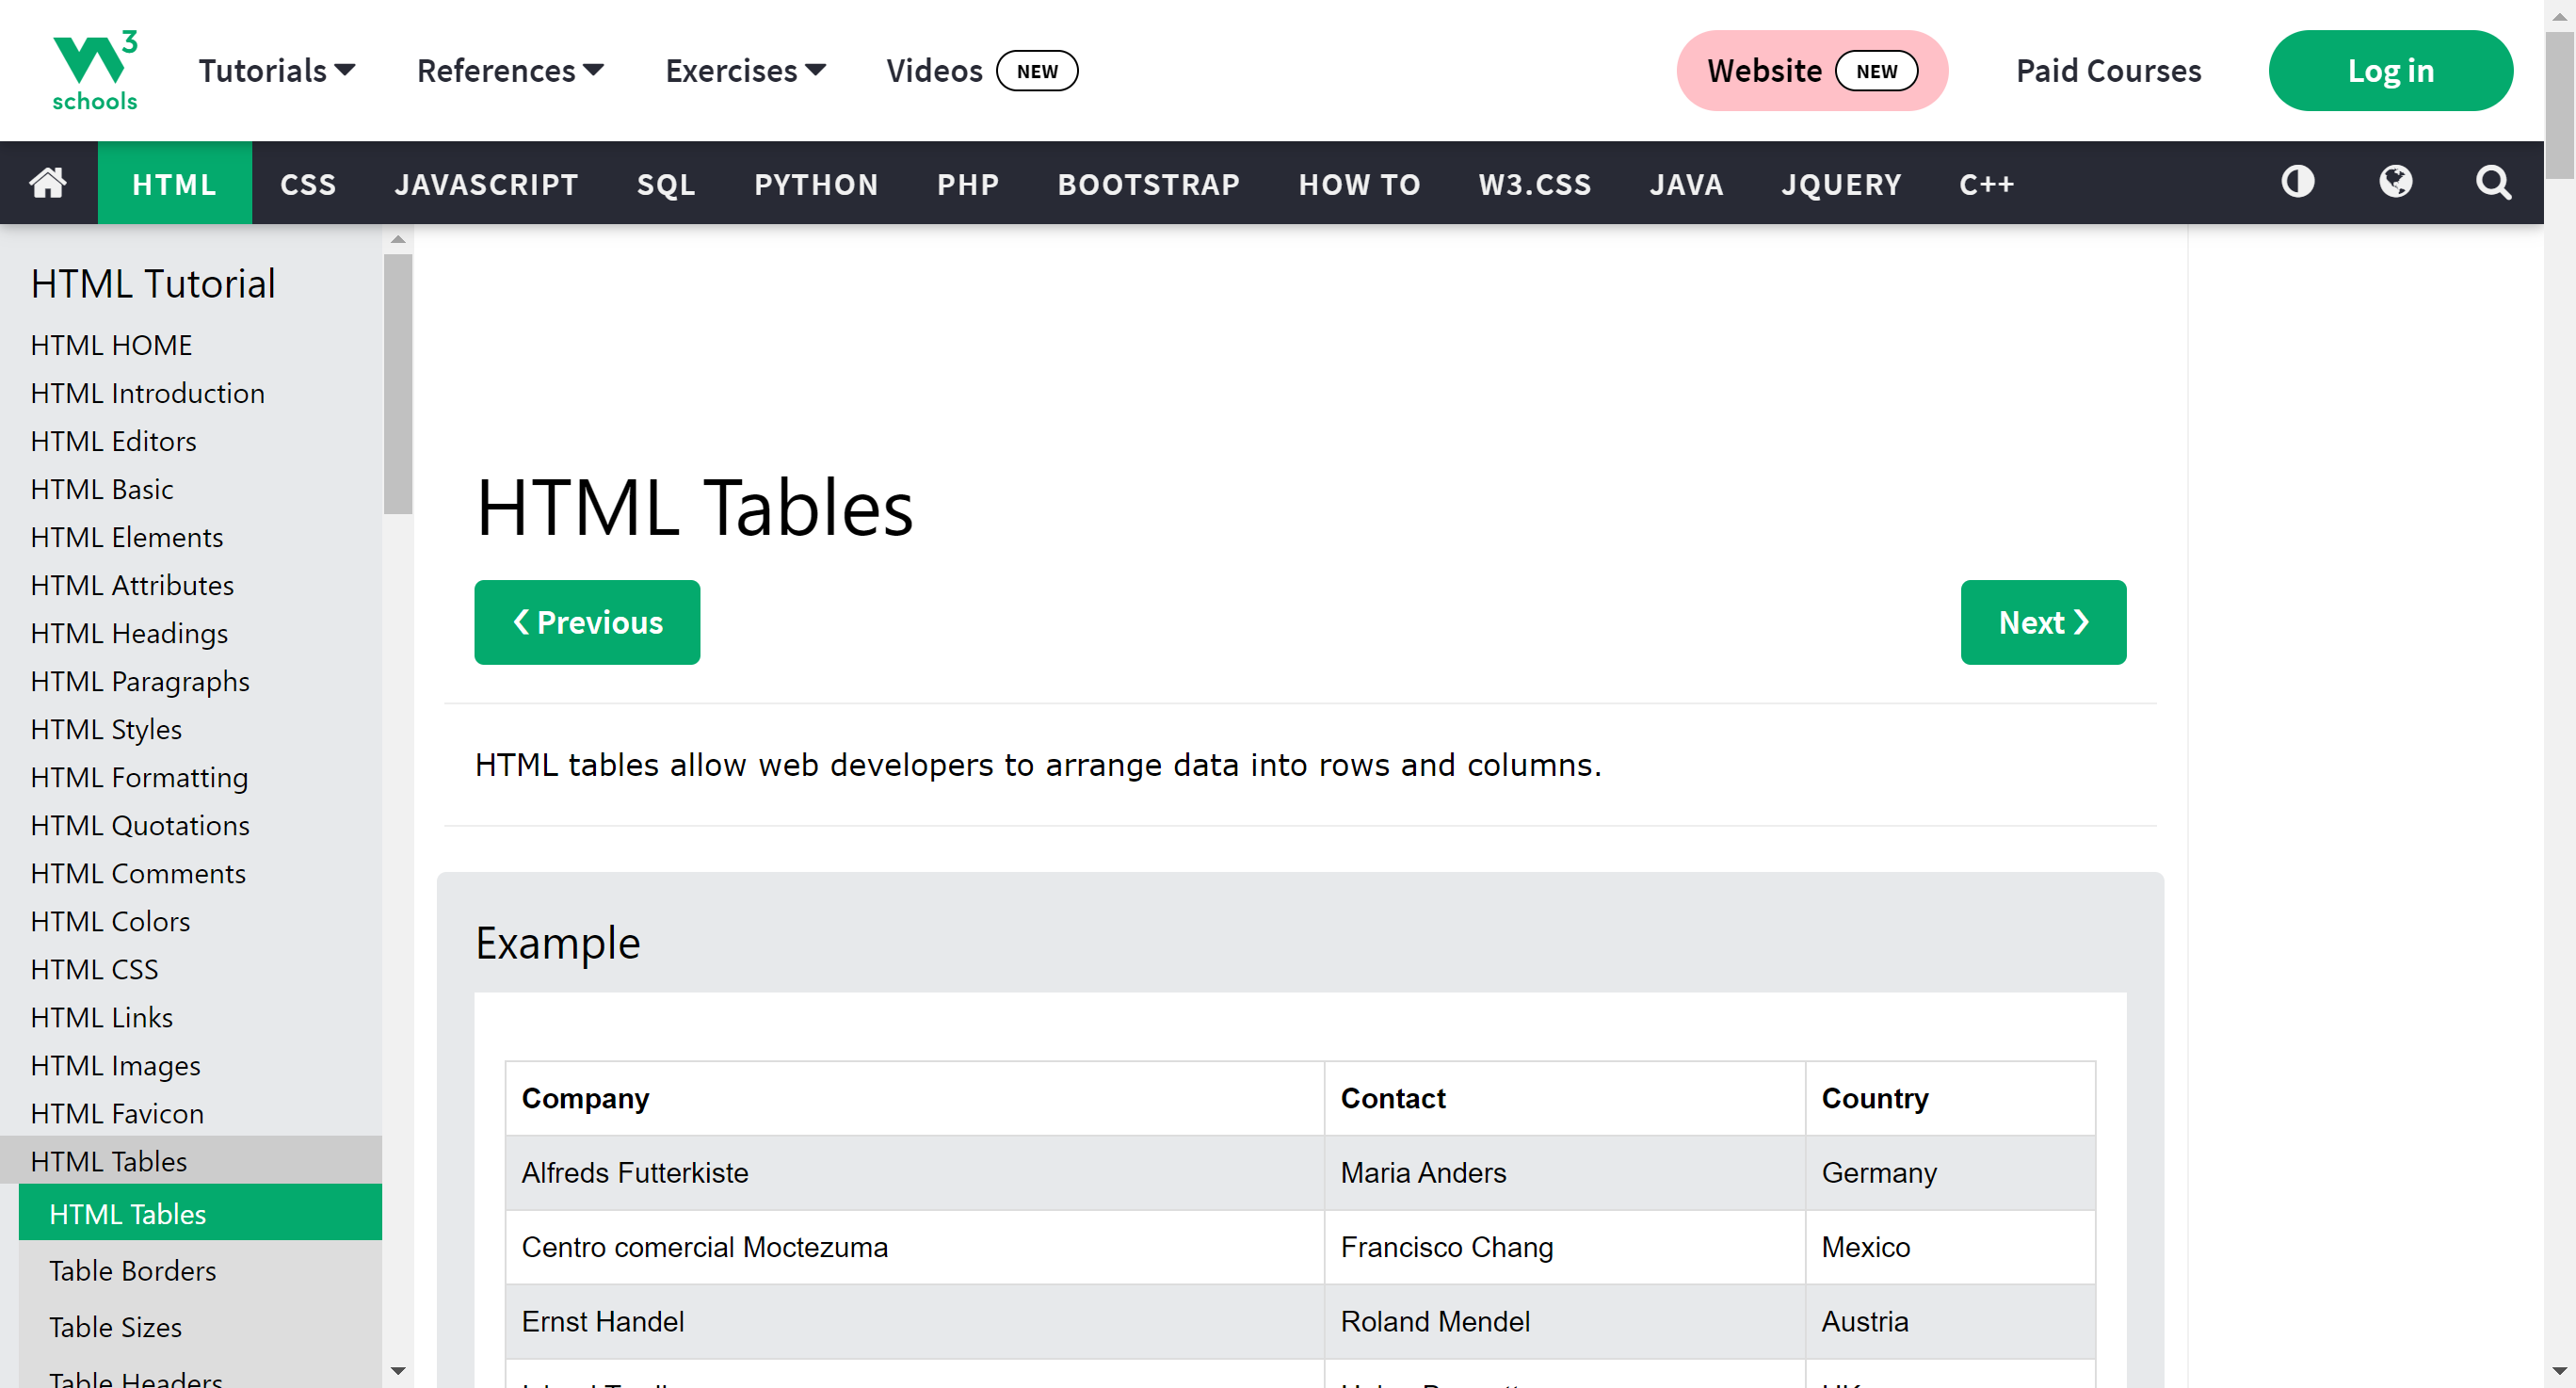 W3 schools
Tutorials References Exercises Videos NEW Website NEW Paid Courses Log in
HTML CSS JAVASCRIPT SQL PYTHON PHP BOOTSTRAP HOW TO W3.CSS JAVA JQUERY C++
HTML Tutorial
HTML HOME
HTML Introduction
HTML Editors
HTML Basic
HTML Elements
HTML Attributes
HTML Headings
HTML Paragraphs
HTML Styles
HTML Formatting
HTML Quotations
HTML Comments
HTML Colors
HTML CSS
HTML Links
HTML Images
HTML Favicon
HTML Tables
HTML Tables
Table Borders
Table Sizes
Table Headers
HTML Tables
❮ Previous Next ❯
HTML tables allow web developers to arrange data into rows and columns.
Example
Company Contact Country
Alfreds Futterkiste Maria Anders Germany
Centro comercial Moctezuma Francisco Chang Mexico
Ernst Handel Roland Mendel Austria